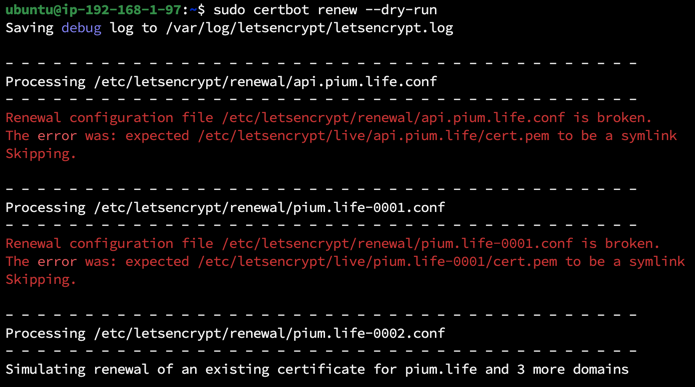 ubuntu@ip-192-168-1-97:~$ sudo certbot renew --dry-run
Saving debug log to /var/log/letsencrypt/letsencrypt.log
- - - - - - - - - - - - - - - - - - - - - - - - - - - - - - - - - - - - - - - -
Processing /etc/letsencrypt/renewal/api.pium.life.conf
- - - - - - - - - - - - - - - - - - - - - - - - - - - - - - - - - - - - - - - -
Renewal configuration file /etc/letsencrypt/renewal/api.pium.life.conf is broken.
The error was: expected /etc/letsencrypt/live/api.pium.life/cert.pem to be a symlink
Skipping.
- - - - - - - - - - - - - - - - - - - - - - - - - - - - - - - - - - - - - - - -
Processing /etc/letsencrypt/renewal/pium.life-0001.conf
- - - - - - - - - - - - - - - - - - - - - - - - - - - - - - - - - - - - - - - -
Renewal configuration file /etc/letsencrypt/renewal/pium.life-0001.conf is broken.
The error was: expected /etc/letsencrypt/live/pium.life-0001/cert.pem to be a symlink
Skipping.
- - - - - - - - - - - - - - - - - - - - - - - - - - - - - - - - - - - - - - - -
Processing /etc/letsencrypt/renewal/pium.life-0002.conf
- - - - - - - - - - - - - - - - - - - - - - - - - - - - - - - - - - - - - - - -
Simulating renewal of an existing certificate for pium.life and 3 more domains